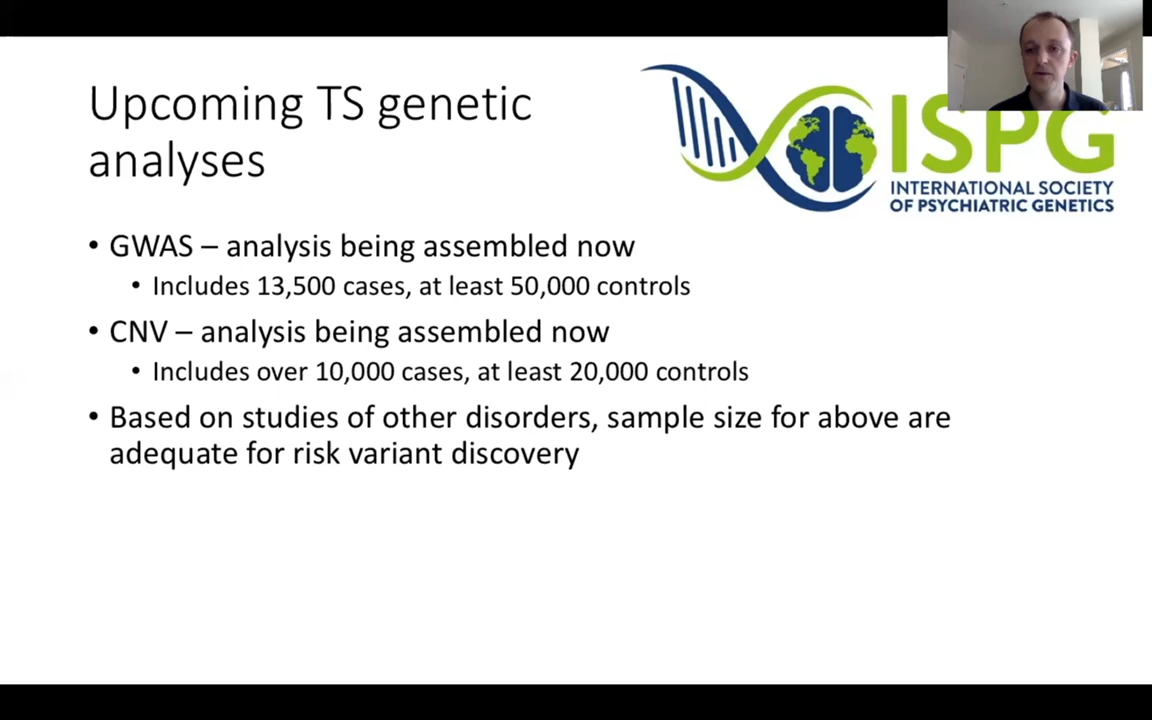 Upcoming TS genetic
analyses
ISPG
INTERNATIONAL SOCIETY
OF PSYCHIATRIC GENETICS
• GWAS – analysis being assembled now
• Includes 13,500 cases, at least 50,000 controls
• CNV – analysis being assembled now
• Includes over 10,000 cases, at least 20,000 controls
• Based on studies of other disorders, sample size for above are
adequate for risk variant discovery